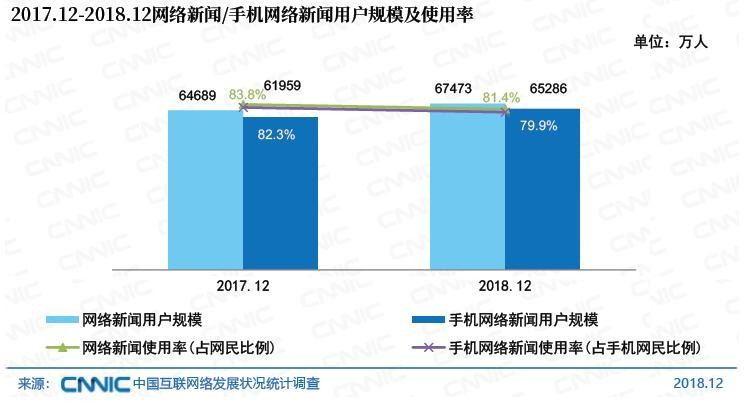 2017.12-2018.12网络新闻/手机网络新闻用户规模及使用率
单位：万人
64689 83.8% 61959
82.3%
67473 81.4% 65286
79.9%
2017. 12 2018. 12
网络新闻用户规模 手机网络新闻用户规模
网络新闻使用率(占网民比例) 手机网络新闻使用率(占手机网民比例)
来源： CNNIC 中国互联网络发展状况统计调查 2018.12